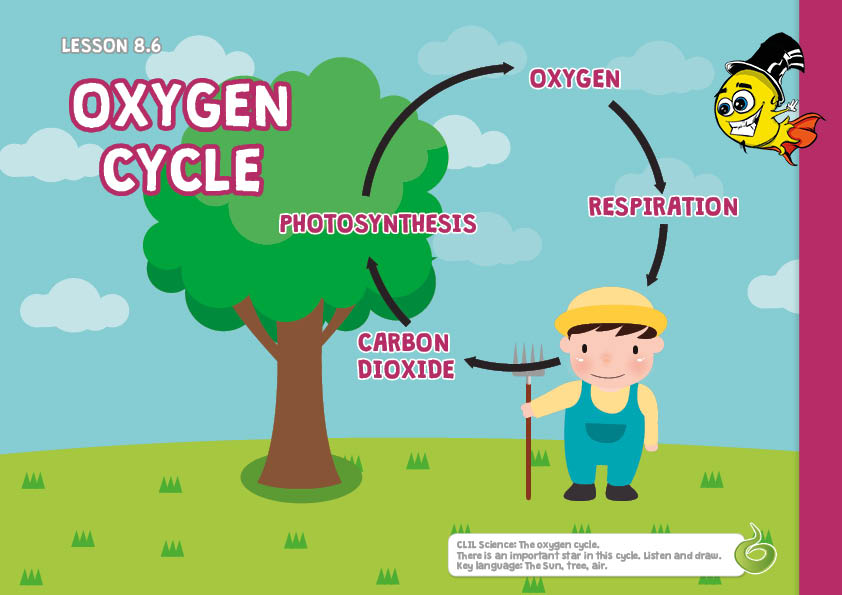 LESSON 8.6
OXYGEN
CYCLE
OXYGEN
RESPIRATION
PHOTOSYNTHESIS
CARBON
DIOXIDE
CLIL Science: The oxygen cycle.
There is an important star in this cycle. Listen and draw.
Key language: The Sun, tree, air.
6